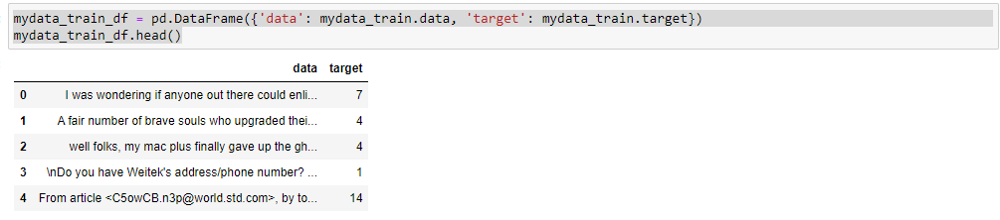 mydata_train_df = pd.DataFrame({'data': mydata_train.data, 'target': mydata_train.target})
mydata_train_df.head()
data target
0 I was wondering if anyone out there could enli... 7
1 A fair number of brave souls who upgraded thei... 4
2 well folks, my mac plus finally gave up the gh... 4
3 \nDo you have Weitek's address/phone number? ... 1
4 From article <C5owCB.n3p@world.std.com>, by to... 14